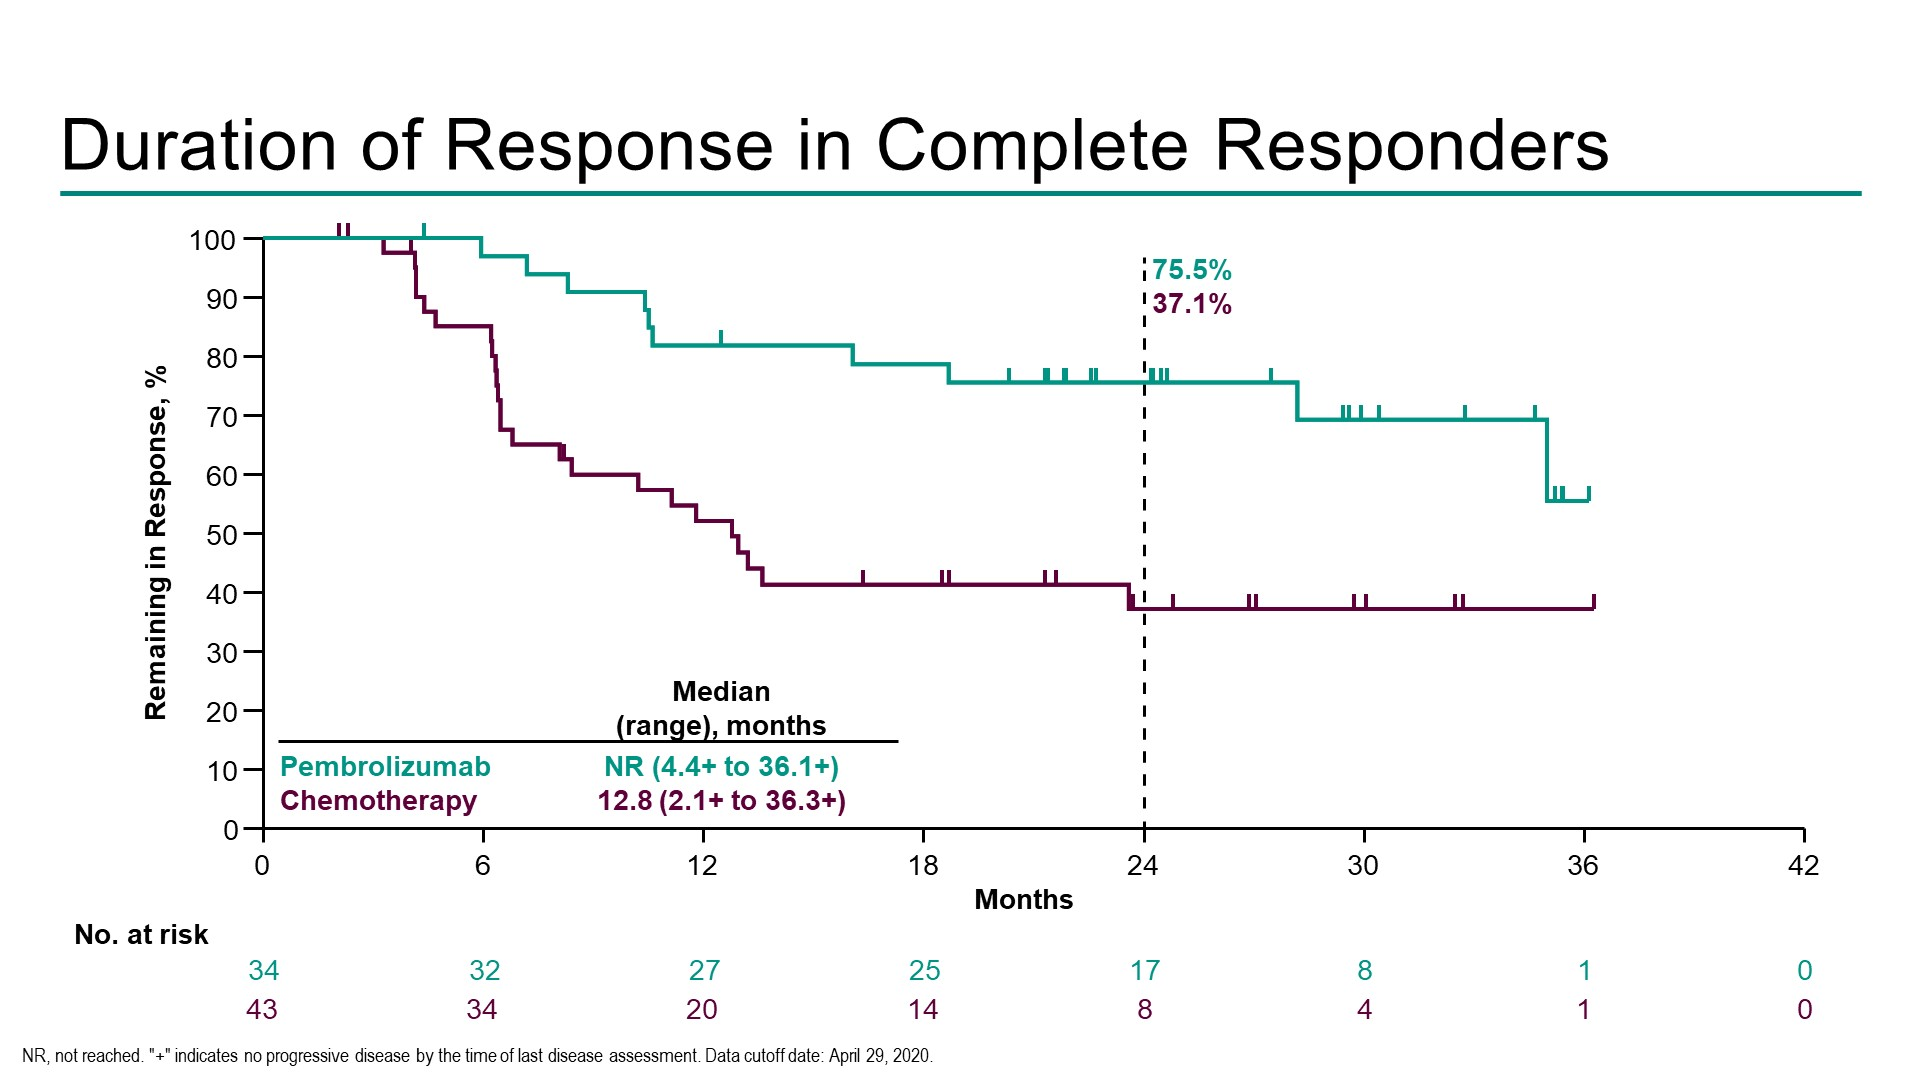 Duration of Response in Complete Responders
100
90
80
70
60
50
40
30
20
10
0
Remaining in Response, %
75.5%
37.1%
Median
(range), months
Pembrolizumab NR (4.4+ to 36.1+)
Chemotherapy 12.8 (2.1+ to 36.3+)
0 6 12 18 24 30 36 42
Months
No. at risk
34 32 27 25 17 8 1 0
43 34 20 14 8 4 1 0
NR, not reached. "+" indicates no progressive disease by the time of last disease assessment. Data cutoff date: April 29, 2020.